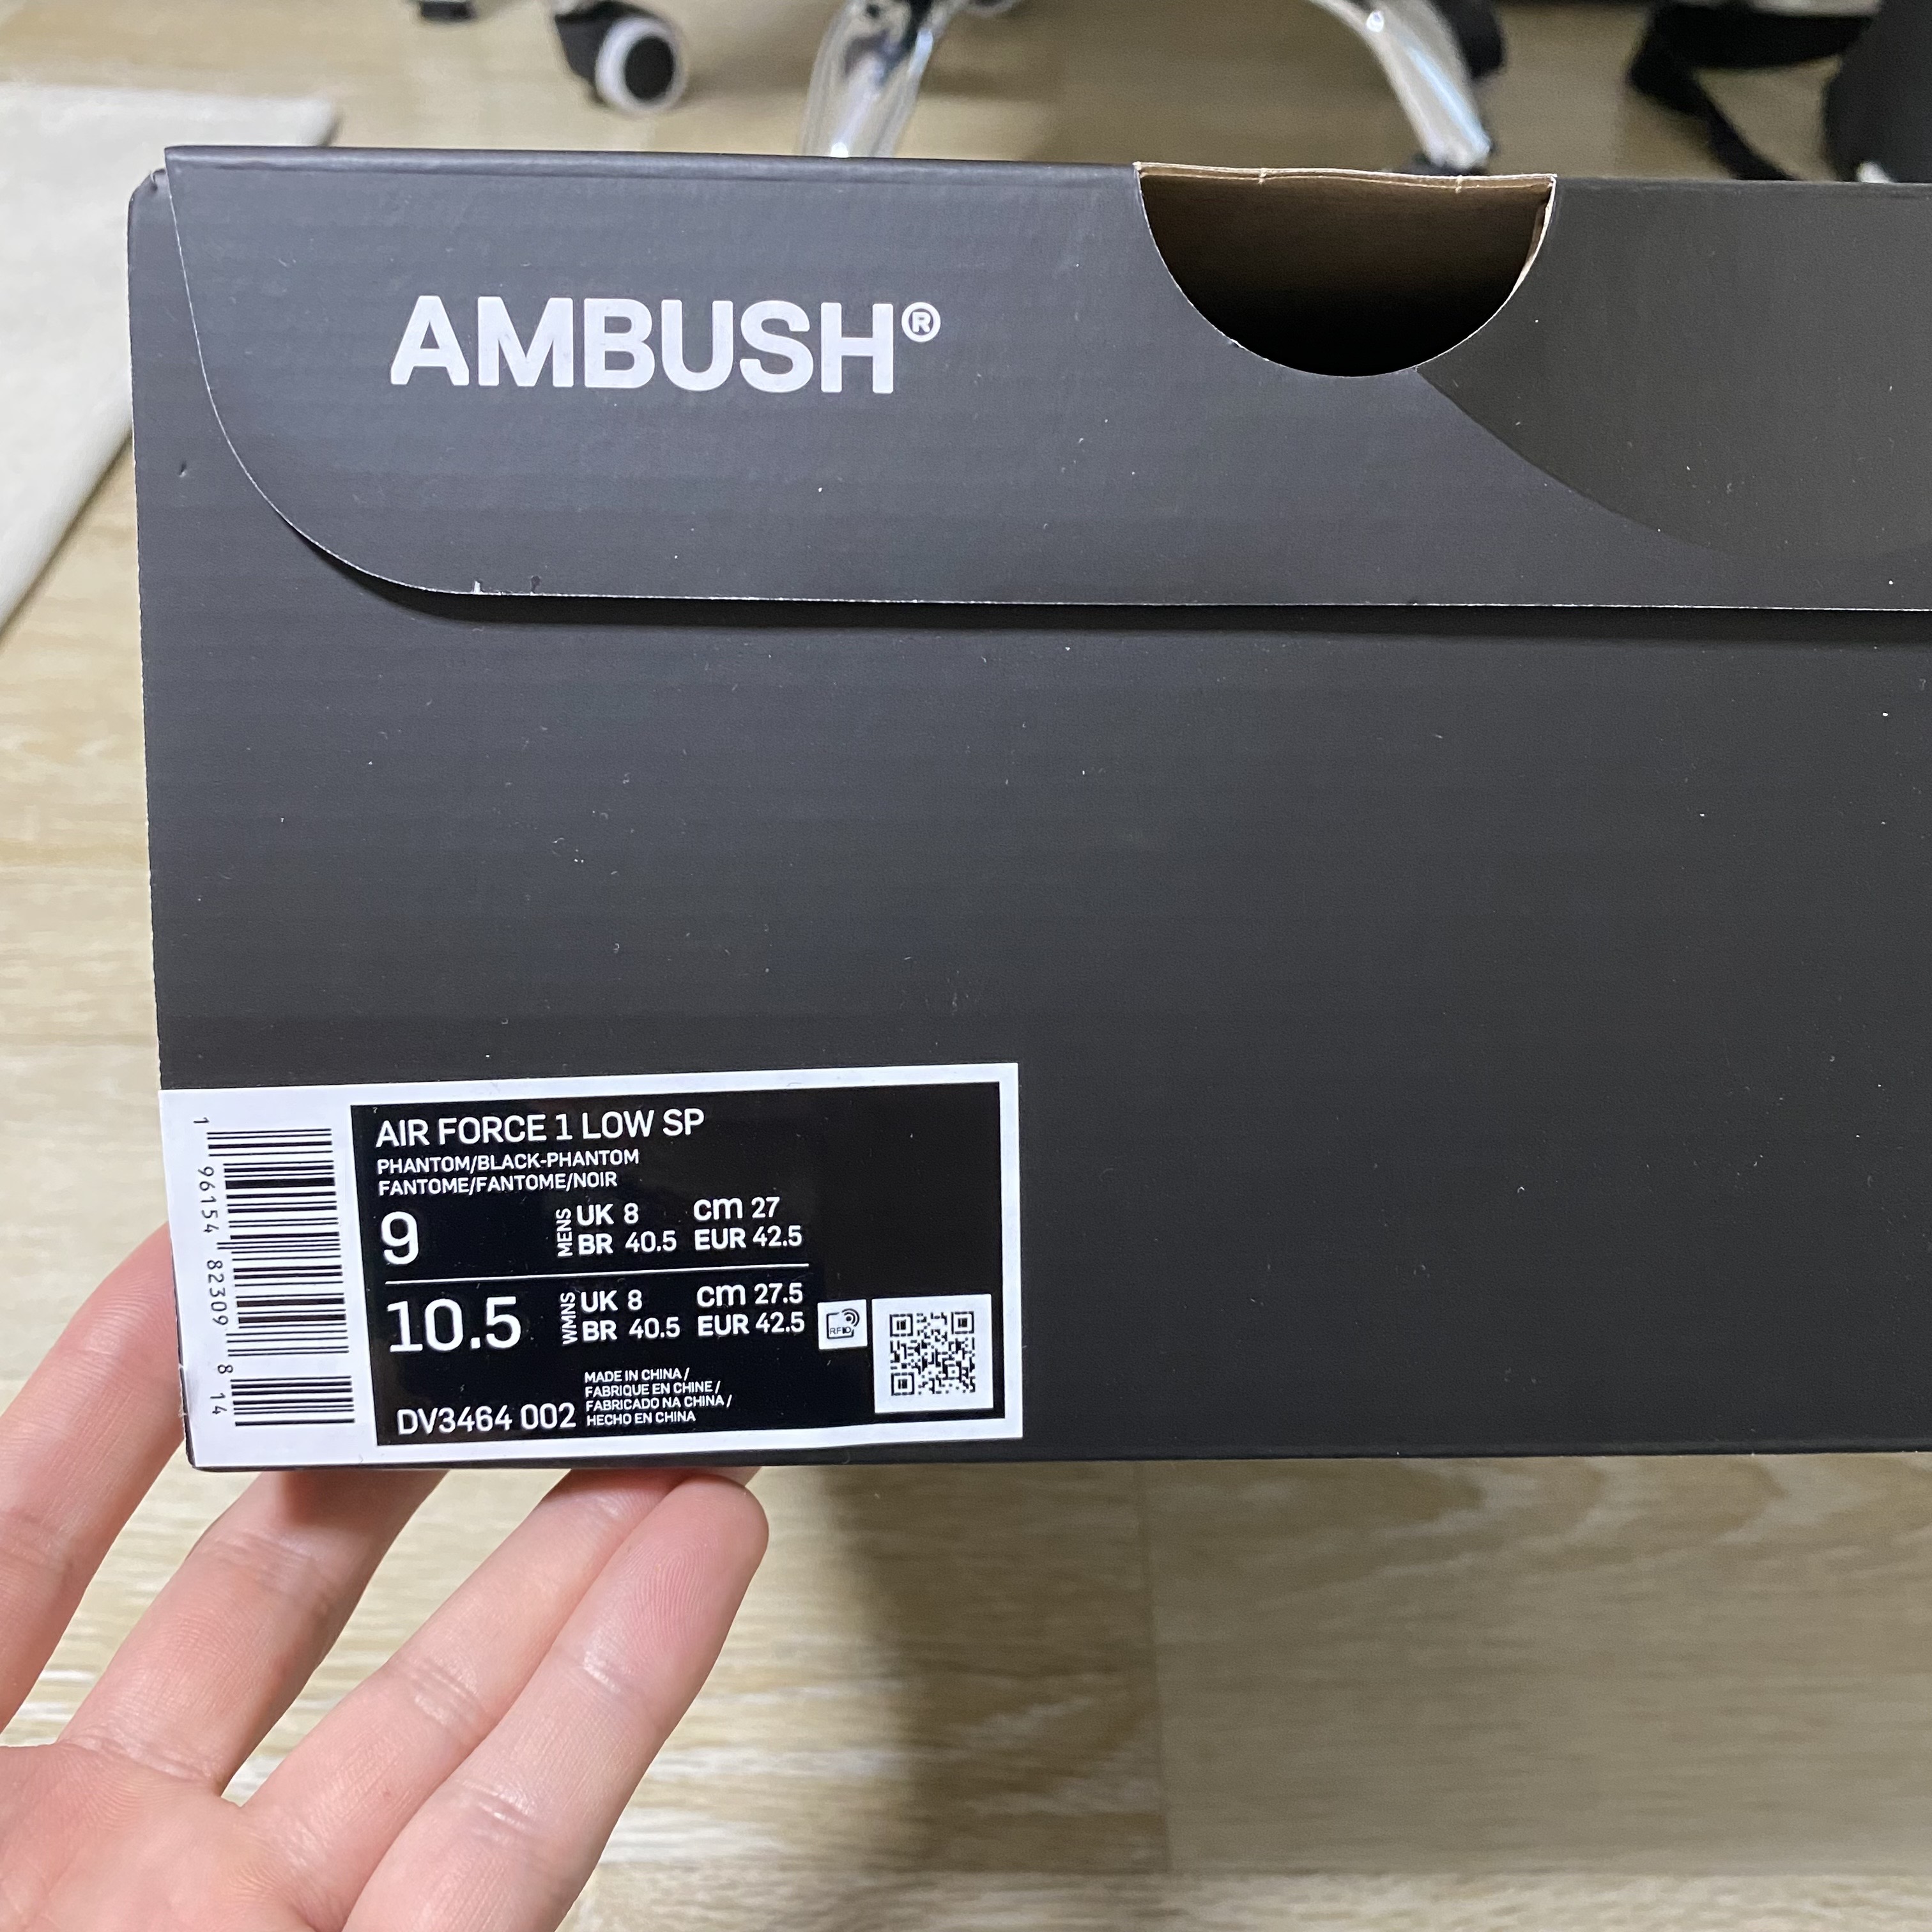 AMBUSH®
AIR FORCE 1 LOW SP
PHANTOM/BLACK-PHANTOM
FANTOME/FANTOME/NOIR
9
MENS
UK 8 cm 27
BR 40.5 EUR 42.5
10.5
WMNS
UK 8 cm 27.5
BR 40.5 EUR 42.5
RFID
DV3464 002
MADE IN CHINA /
FABRIQUE EN CHINE /
FABRICADO NA CHINA /
HECHO EN CHINA
1 96154 82309 8 14